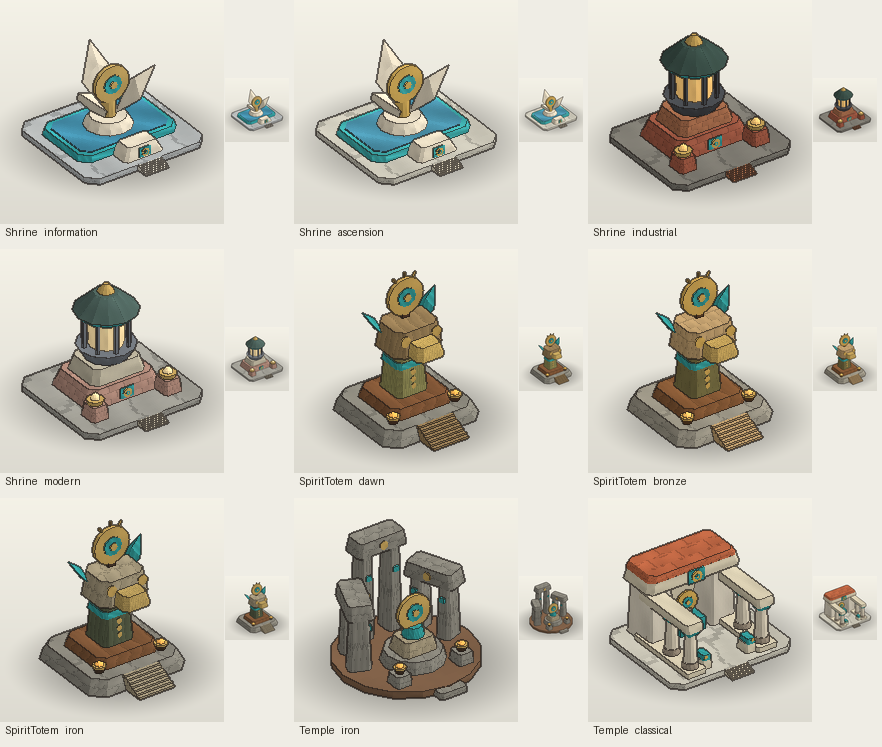 Shrine information
Shrine ascension
Shrine industrial
Shrine modern
SpiritTotem dawn
SpiritTotem bronze
SpiritTotem iron
Temple iron
Temple classical